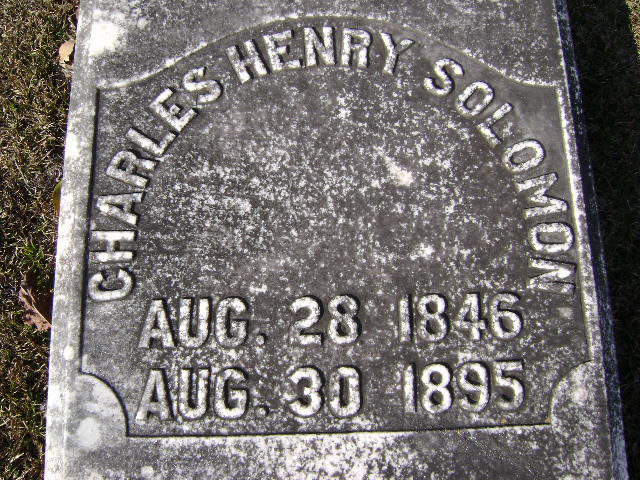 CHARLES HENRY SOLOMON
AUG. 28 1846
AUG. 30 1895